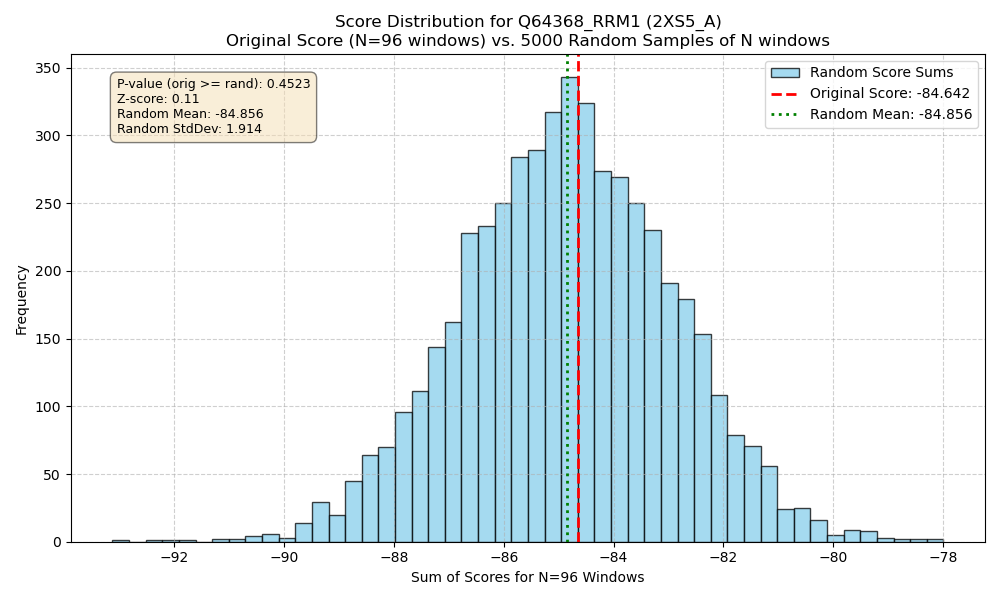 Score Distribution for Q64368_RRM1 (2XS5_A)
Original Score (N=96 windows) vs. 5000 Random Samples of N windows
P-value (orig >= rand): 0.4523
Z-score: 0.11
Random Mean: -84.856
Random StdDev: 1.914
Random Score Sums
Original Score: -84.642
Random Mean: -84.856
Frequency
350
300
250
200
150
100
50
0
−92
−90
−88
−86
−84
−82
−80
−78
Sum of Scores for N=96 Windows